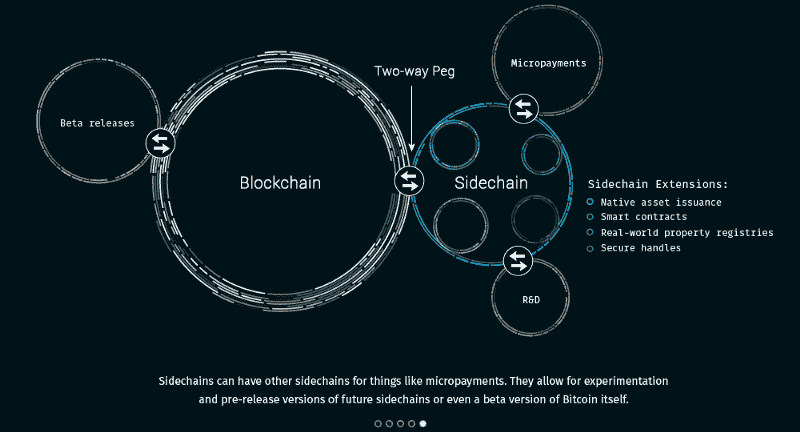 Micropayments
Two-way Peg
Beta releases
Blockchain
Sidechain
Sidechain Extensions:
Native asset issuance
Smart contracts
Real-world property registries
Secure handles
R&D
Sidechains can have other sidechains for things like micropayments. They allow for experimentation
and pre-release versions of future sidechains or even a beta version of Bitcoin itself.